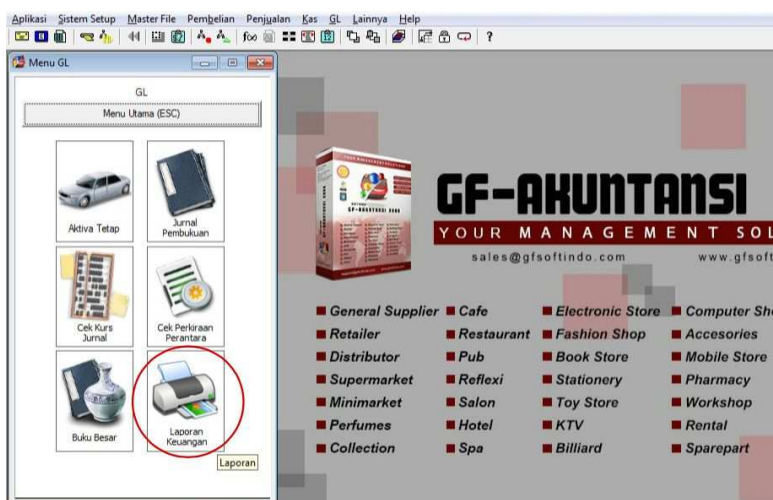 Aplikasi Sistem Setup Master File Pembelian Penjualan Kas GL Lainnya Help
f(x) ?
Menu GL
GL
Menu Utama (ESC)
Aktiva Tetap
Jurnal
Pembukuan
Cek Kurs
Jurnal
Cek Perkiraan
Perantara
Buku Besar
Laporan
Keuangan
Laporan
GF-AKUNTANSI
YOUR MANAGEMENT SOL
sales@gfsoftindo.com www.gfsoft
General Supplier Cafe Electronic Store Computer Sho
Retailer Restaurant Fashion Shop Accesories
Distributor Pub Book Store Mobile Store
Supermarket Reflexi Stationery Pharmacy
Minimarket Salon Toy Store Workshop
Perfumes Hotel KTV Rental
Collection Spa Billiard Sparepart